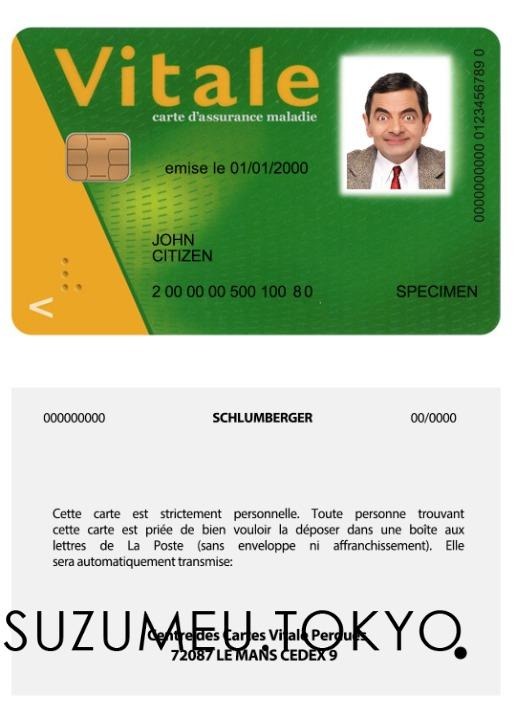 Vitale
carte d'assurance maladie
emise le 01/01/2000
0000000000 0123456789 0
JOHN
CITIZEN
2 00 00 00 500 100 80
SPECIMEN
000000000 SCHLUMBERGER 00/0000
Cette carte est strictement personnelle. Toute personne trouvant
cette carte est priée de bien vouloir la déposer dans une boîte aux
lettres de La Poste (sans enveloppe ni affranchissement). Elle
sera automatiquement transmise:
SUZUMEU.TOKYO.
Centre des Cartes Vitale Perdues
72087 LE MANS CEDEX 9